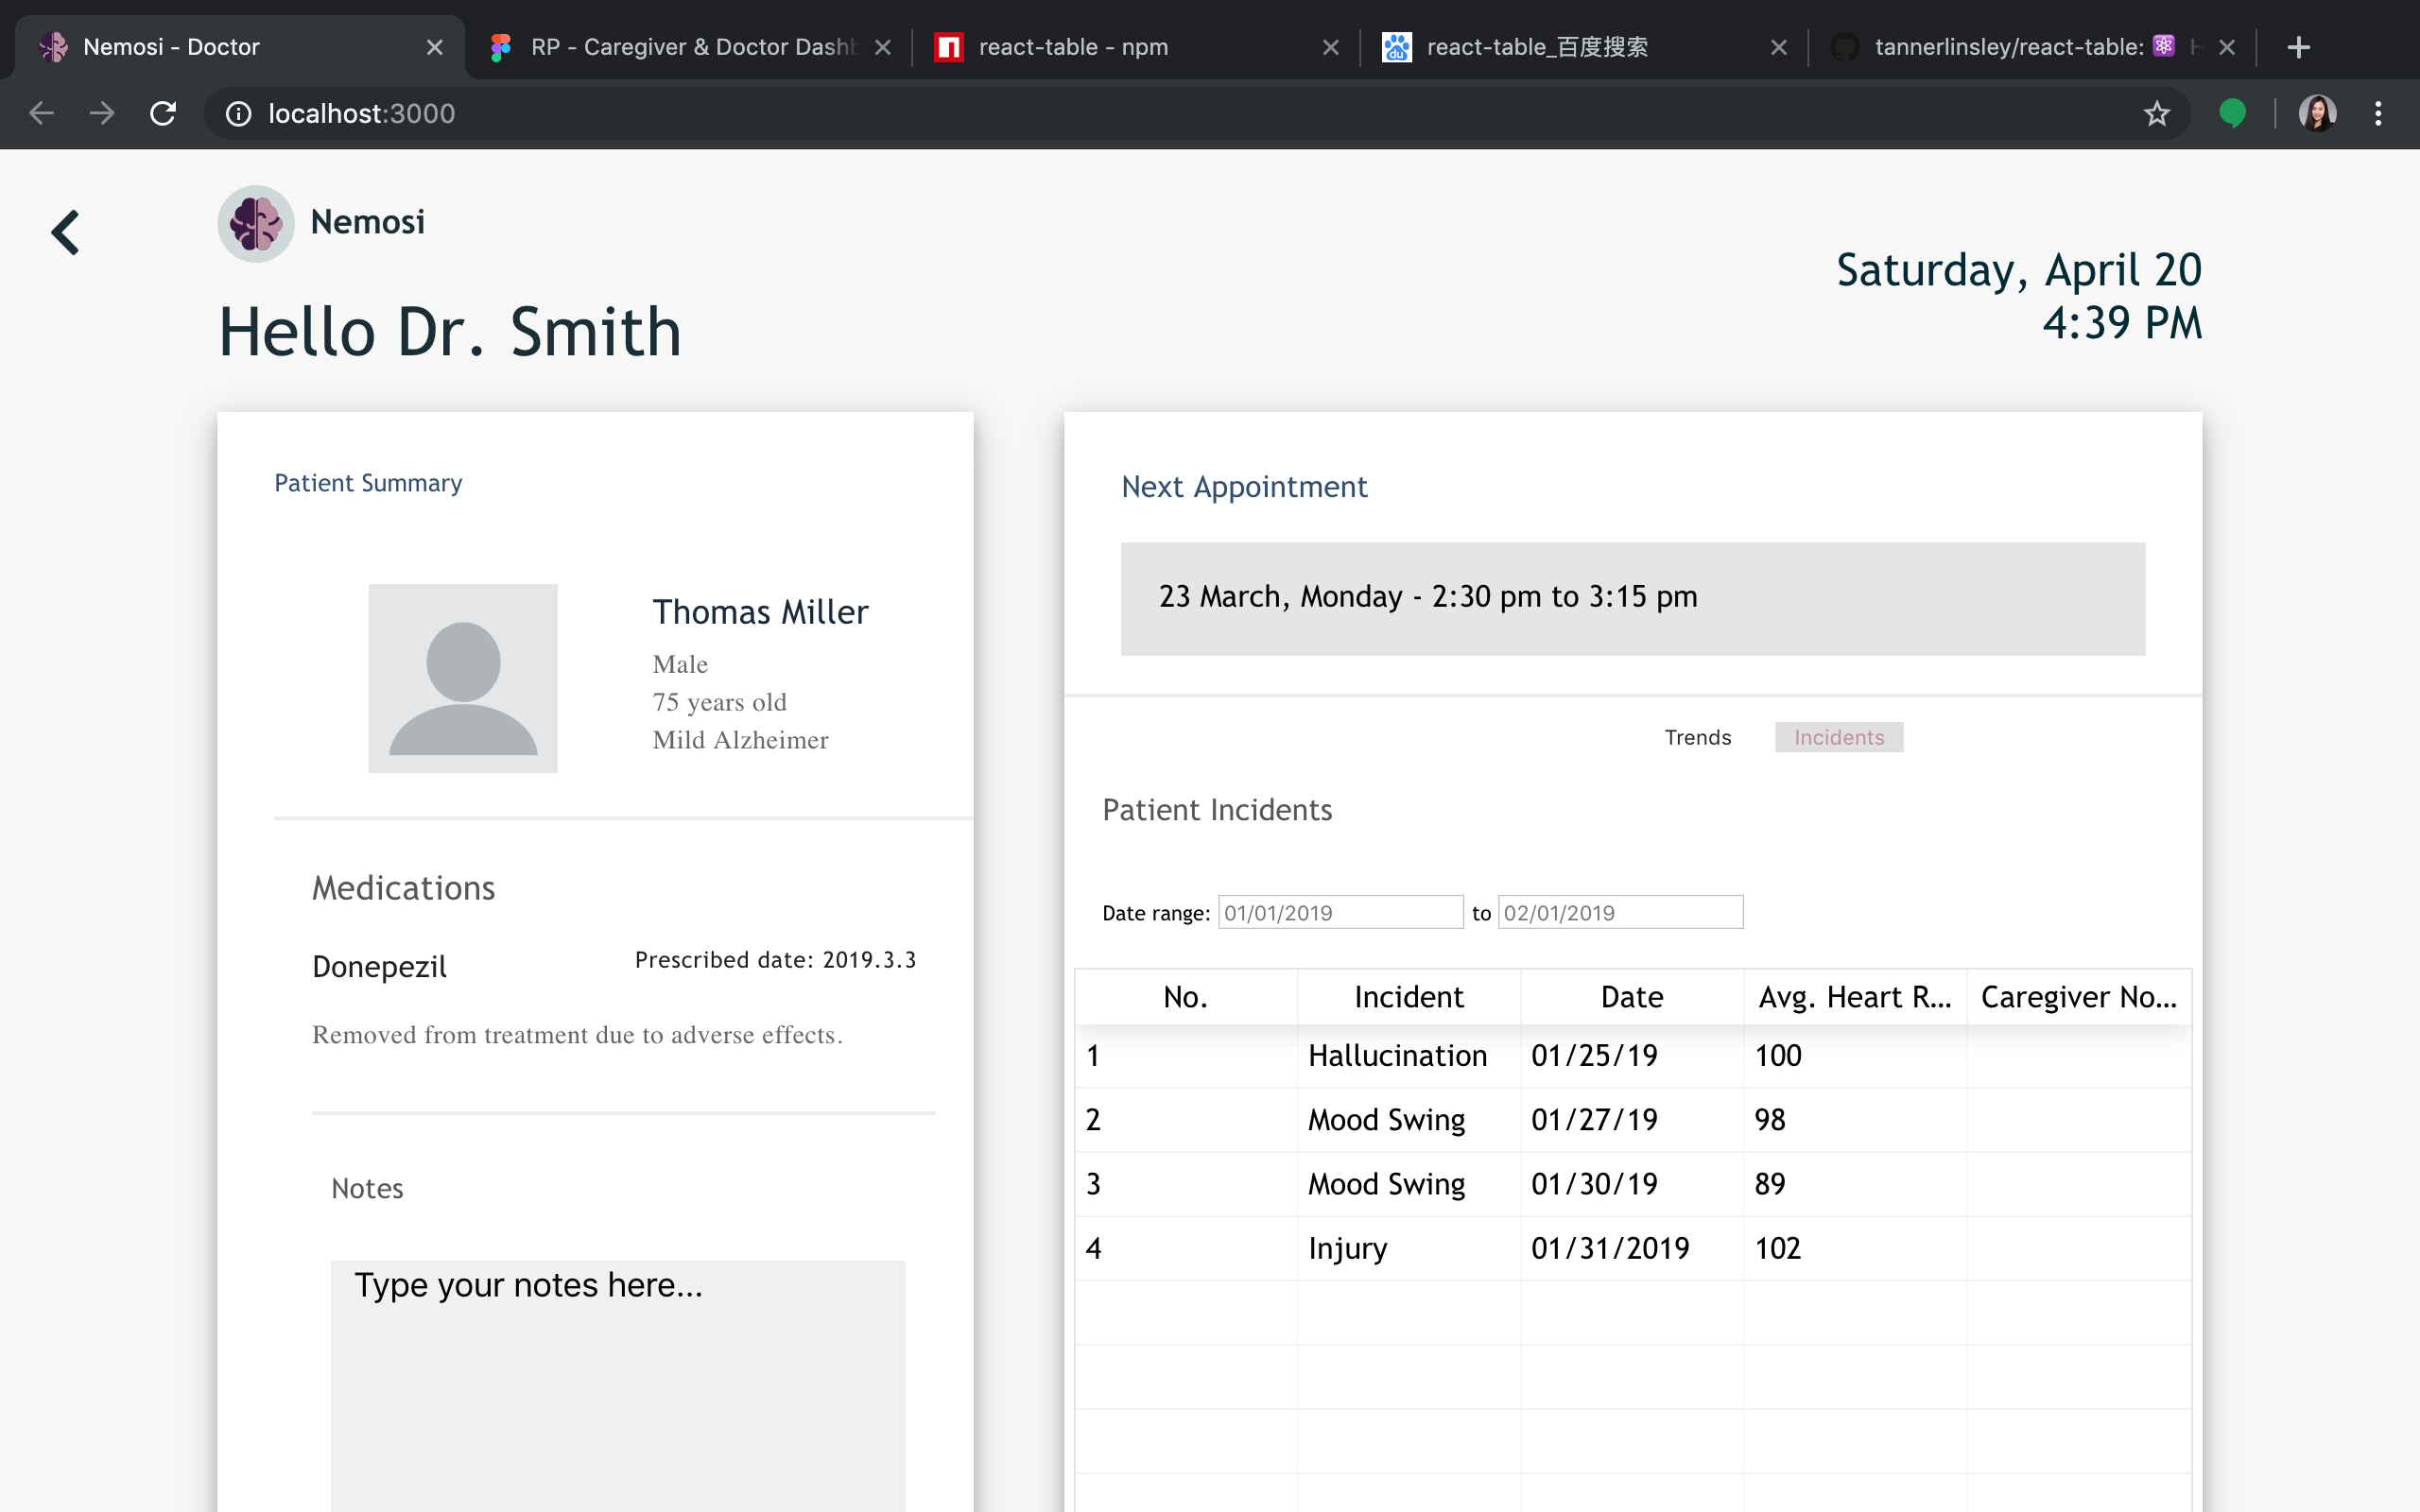 Nemosi - Doctor
RP - Caregiver & Doctor Dashb
react-table - npm
react-table_百度搜索
tannerlinsley/react-table: ⚛️ H
localhost:3000
Nemosi
Hello Dr. Smith
Saturday, April 20
4:39 PM
Patient Summary
Thomas Miller
Male
75 years old
Mild Alzheimer
Medications
Donepezil
Prescribed date: 2019.3.3
Removed from treatment due to adverse effects.
Notes
Type your notes here...
Next Appointment
23 March, Monday - 2:30 pm to 3:15 pm
Trends Incidents
Patient Incidents
Date range: 01/01/2019 to 02/01/2019
No. Incident Date Avg. Heart R... Caregiver No...
1 Hallucination 01/25/19 100
2 Mood Swing 01/27/19 98
3 Mood Swing 01/30/19 89
4 Injury 01/31/2019 102